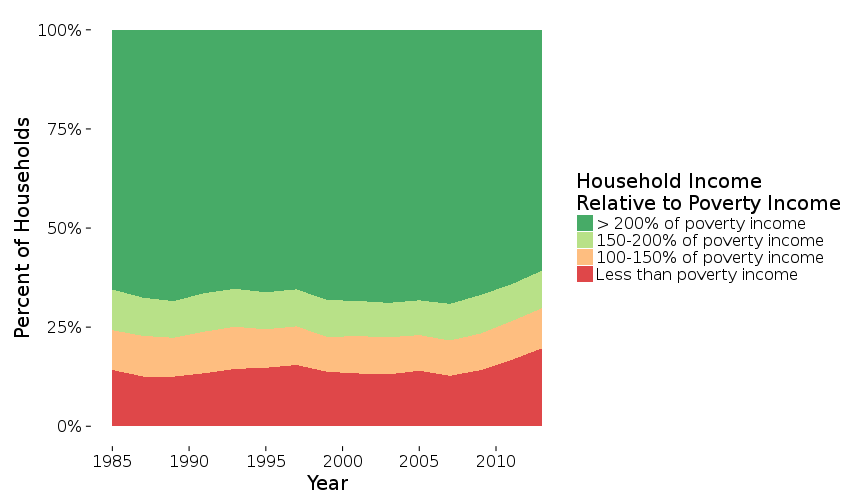 100%
75%
50%
25%
0%
Percent of Households
1985 1990 1995 2000 2005 2010
Year
Household Income
Relative to Poverty Income
> 200% of poverty income
150-200% of poverty income
100-150% of poverty income
Less than poverty income